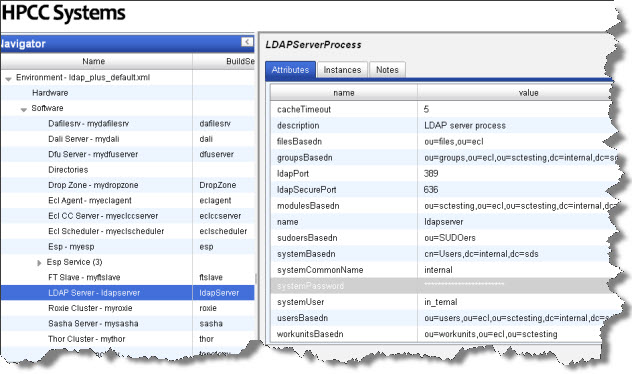 HPCC Systems
Navigator
Name BuildSe
Environment - ldap_plus_default.xml
Hardware
Software
Dafilesrv - mydafilesrv dafilesrv
Dali Server - mydali dali
Dfu Server - mydfuserver dfuserver
Directories
Drop Zone - mydropzone DropZone
Ecl Agent - myeclagent eclagent
Ecl CC Server - myeclccserver eclccserver
Ecl Scheduler - myeclscheduler eclscheduler
Esp - myesp esp
Esp Service (3)
FT Slave - myftslave ftslave
LDAP Server - ldapserver ldapServer
Roxie Cluster - myroxie roxie
Sasha Server - mysasha sasha
Thor Cluster - mythor thor
LDAPServerProcess
Attributes Instances Notes
name value
cacheTimeout 5
description LDAP server process
filesBasedn ou=files,ou=ecl
groupsBasedn ou=groups,ou=ecl,ou=sctesting,dc=internal,dc=s
ldapPort 389
ldapSecurePort 636
modulesBasedn ou=sctesting,ou=ecl,ou=sctesting,dc=internal,
name ldapserver
sudoersBasedn ou=SUDOers
systemBasedn cn=Users,dc=internal,dc=sds
systemCommonName internal
systemPassword ************************
systemUser in_ternal
usersBasedn ou=users,ou=ecl,ou=sctesting,dc=internal,dc=s
workunitsBasedn ou=workunits,ou=ecl,ou=sctesting